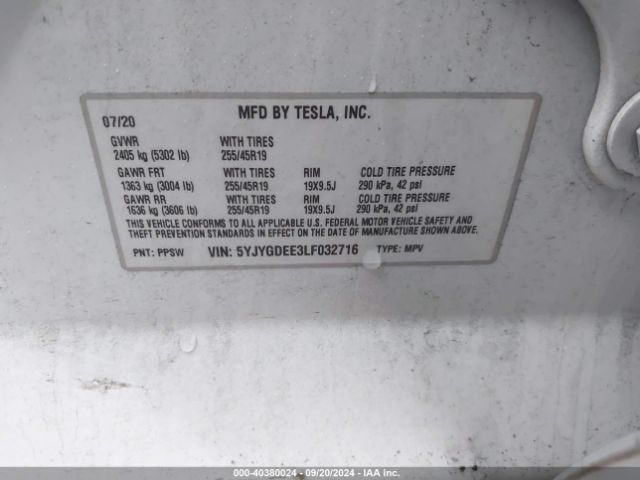 07/20 MFD BY TESLA, INC.
GVWR WITH TIRES
2405 kg (5302 lb) 255/45R19
GAWR FRT WITH TIRES RIM COLD TIRE PRESSURE
1363 kg (3004 lb) 255/45R19 19X9.5J 290 kPa, 42 psi
GAWR RR WITH TIRES RIM COLD TIRE PRESSURE
1636 kg (3606 lb) 255/45R19 19X9.5J 290 kPa, 42 psi
THIS VEHICLE CONFORMS TO ALL APPLICABLE U.S. FEDERAL MOTOR VEHICLE SAFETY AND
THEFT PREVENTION STANDARDS IN EFFECT ON THE DATE OF MANUFACTURE SHOWN ABOVE.
PNT: PPSW VIN: 5YJYGDEE3LF032716 TYPE: MPV
000-40380024 - 09/20/2024 - IAA Inc.